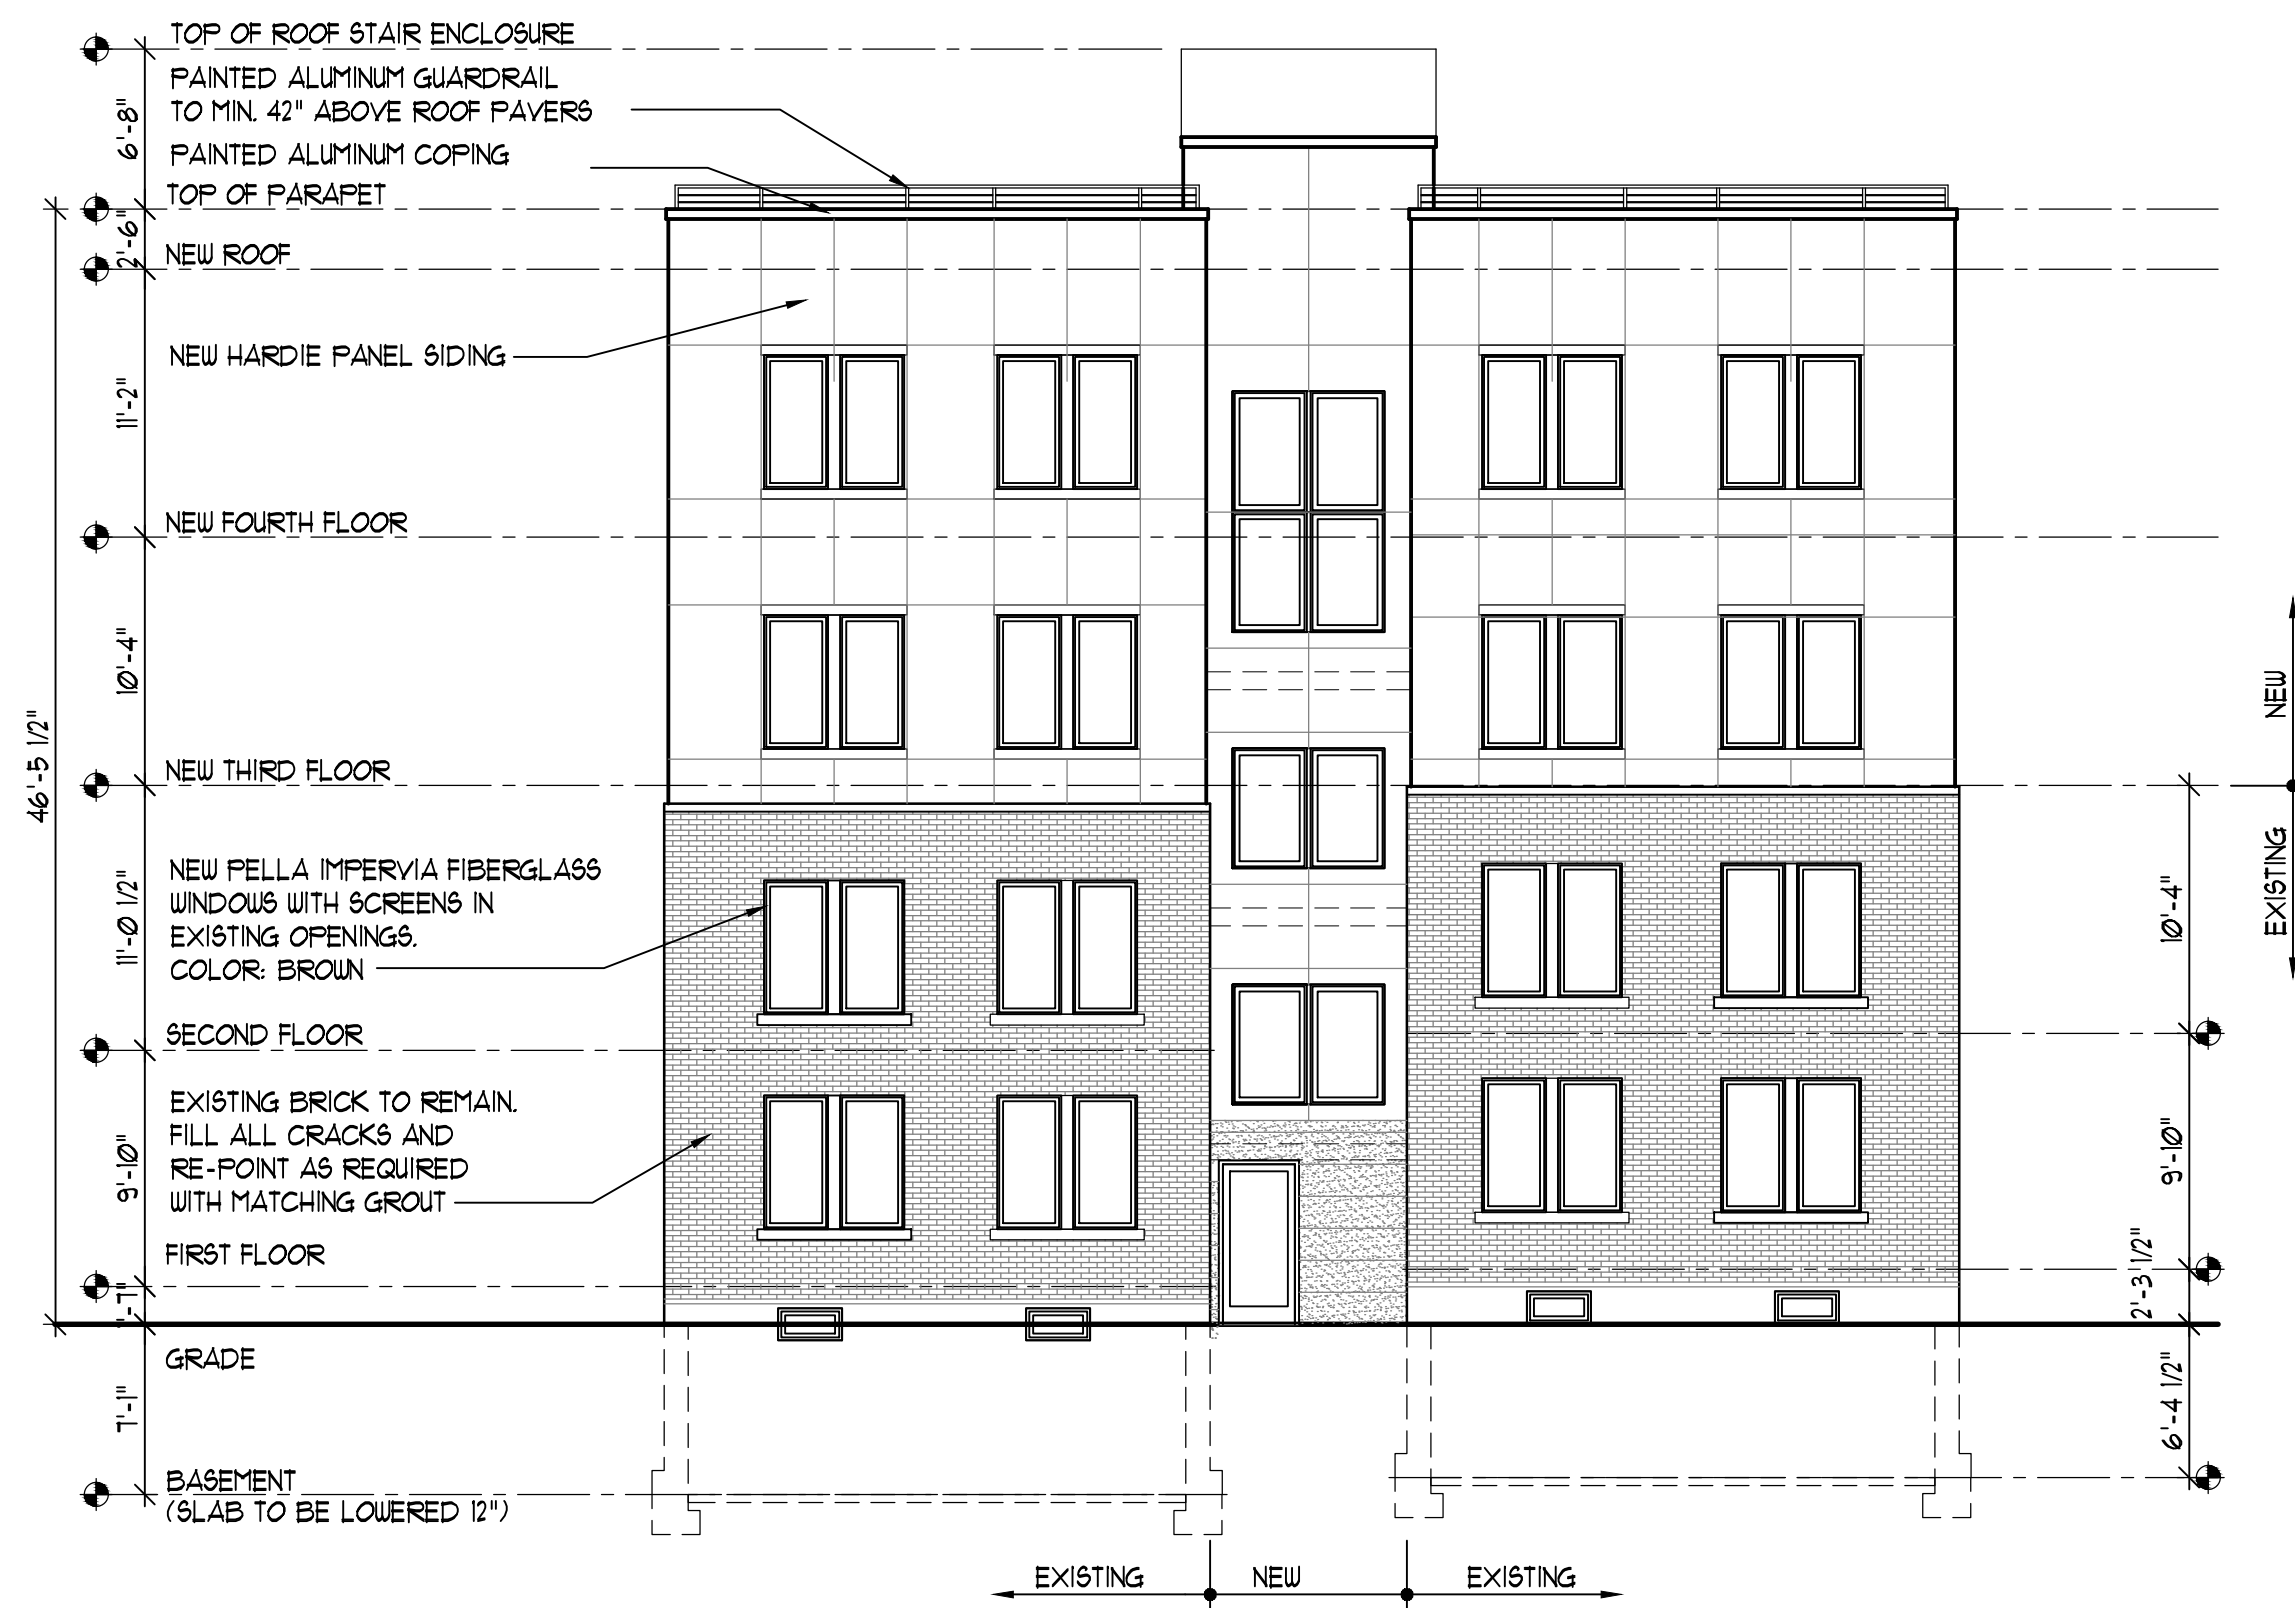 TOP OF ROOF STAIR ENCLOSURE
PAINTED ALUMINUM GUARDRAIL
TO MIN. 42" ABOVE ROOF PAVERS
PAINTED ALUMINUM COPING
TOP OF PARAPET
NEW ROOF
NEW HARDIE PANEL SIDING
NEW FOURTH FLOOR
NEW THIRD FLOOR
NEW PELLA IMPERVIA FIBERGLASS
WINDOWS WITH SCREENS IN
EXISTING OPENINGS.
COLOR: BROWN
SECOND FLOOR
EXISTING BRICK TO REMAIN.
FILL ALL CRACKS AND
RE-POINT AS REQUIRED
WITH MATCHING GROUT
FIRST FLOOR
GRADE
BASEMENT
(SLAB TO BE LOWERED 12")
6'-8"
2'-6"
11'-2"
10'-4"
11'-0 1/2"
9'-10"
7'-1"
46'-5 1/2"
10'-4"
9'-10"
2'-3 1/2"
6'-4 1/2"
NEW
EXISTING
EXISTING
NEW
EXISTING